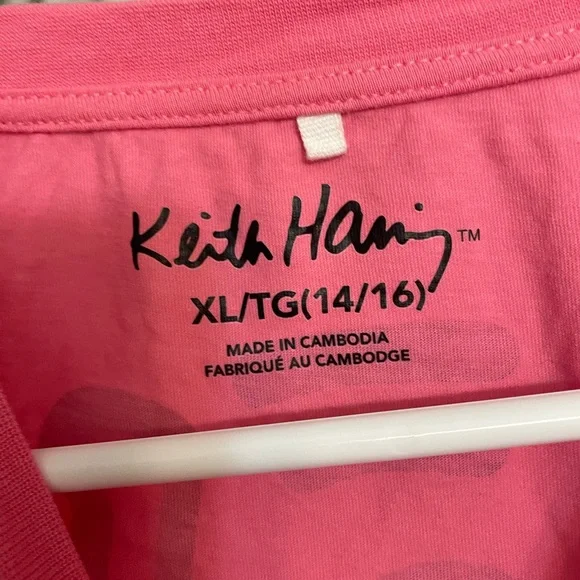 Keith Haring™
XL/TG(14/16)
MADE IN CAMBODIA
FABRIQUÉ AU CAMBODGE